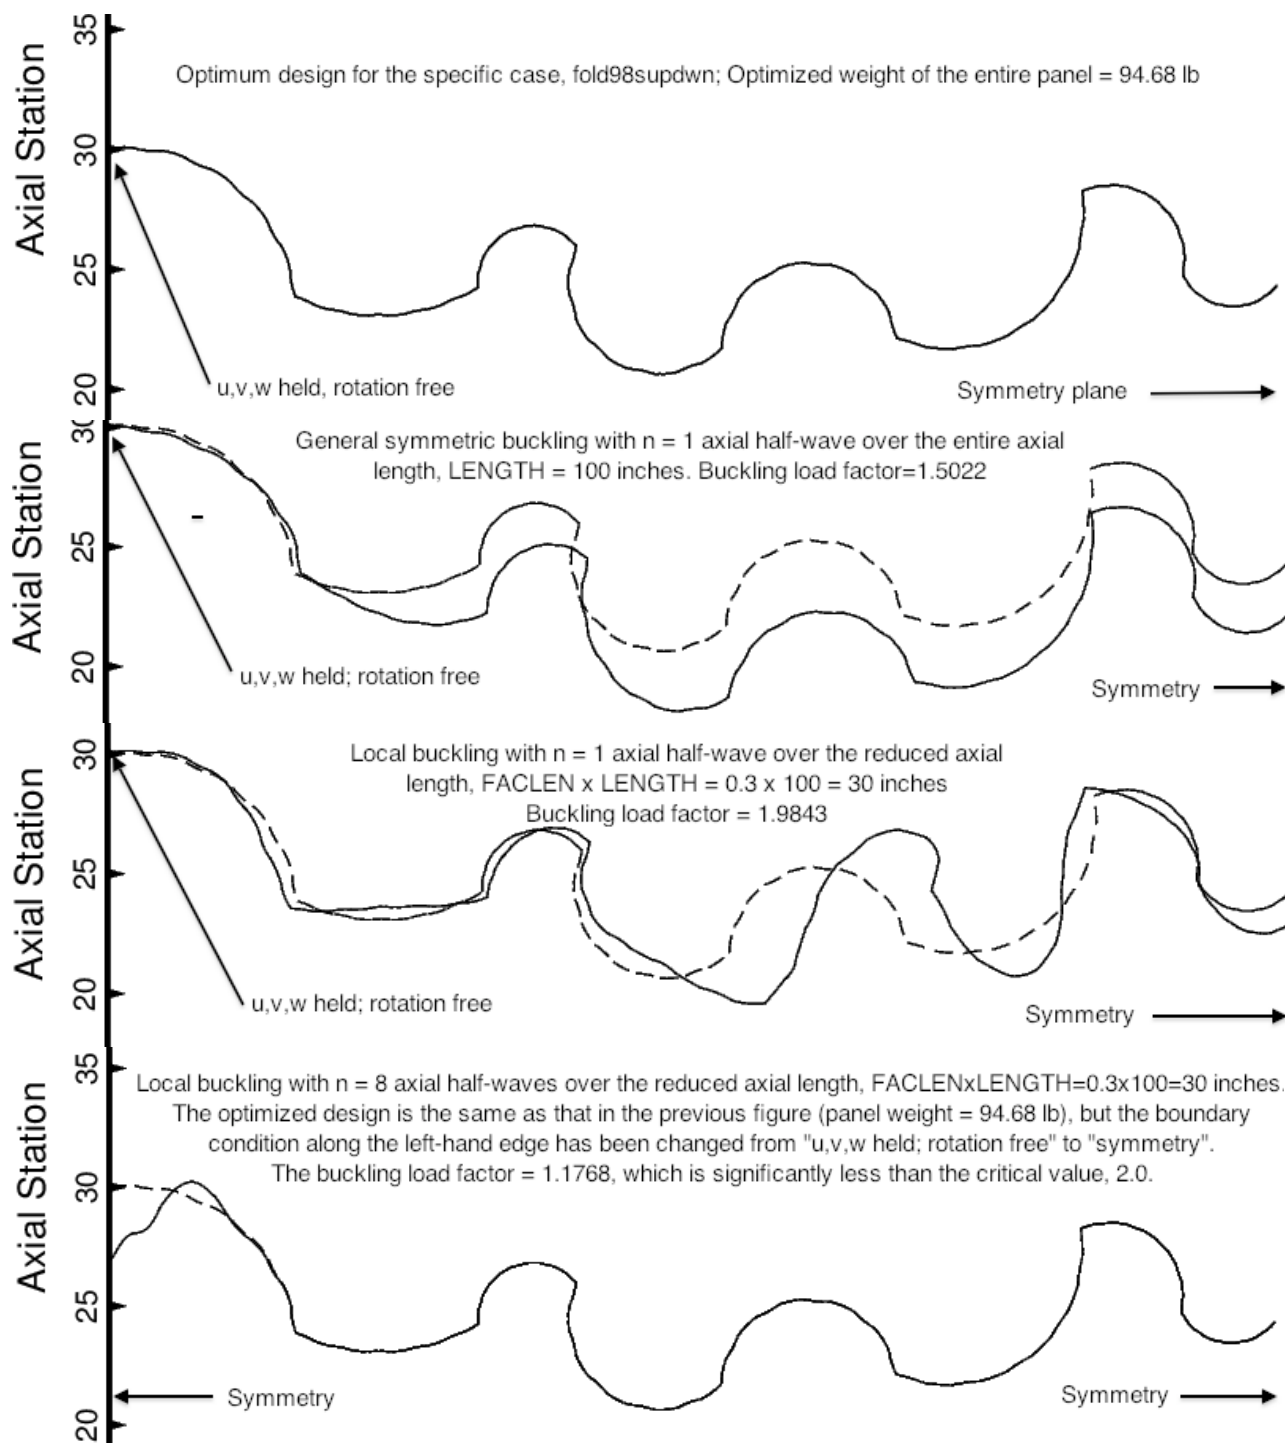 Axial Station
35
30
25
20
Optimum design for the specific case, fold98supdwn; Optimized weight of the entire panel = 94.68 lb
u,v,w held, rotation free
Symmetry plane
Axial Station
30
25
20
General symmetric buckling with n = 1 axial half-wave over the entire axial
length, LENGTH = 100 inches. Buckling load factor=1.5022
u,v,w held; rotation free
Symmetry
Axial Station
30
25
20
Local buckling with n = 1 axial half-wave over the reduced axial
length, FACLEN x LENGTH = 0.3 x 100 = 30 inches
Buckling load factor = 1.9843
u,v,w held; rotation free
Symmetry
Axial Station
35
30
25
20
Local buckling with n = 8 axial half-waves over the reduced axial length, FACLENxLENGTH=0.3x100=30 inches.
The optimized design is the same as that in the previous figure (panel weight = 94.68 lb), but the boundary
condition along the left-hand edge has been changed from "u,v,w held; rotation free" to "symmetry".
The buckling load factor = 1.1768, which is significantly less than the critical value, 2.0.
Symmetry
Symmetry